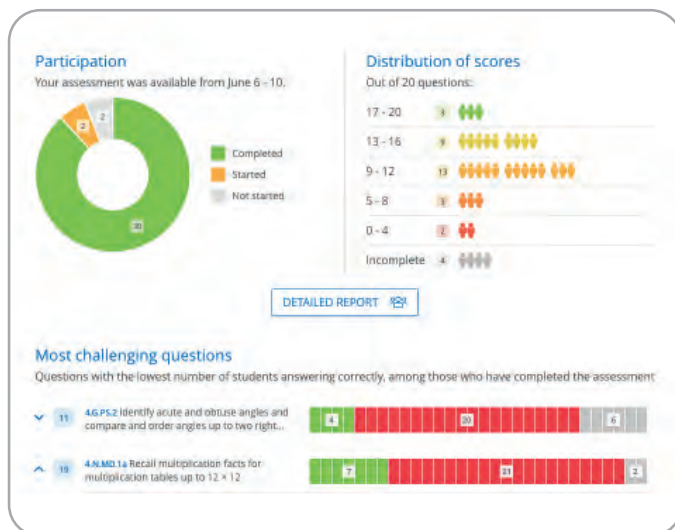 Participation
Your assessment was available from June 6 - 10.
2
2
30
Completed
Started
Not started
Distribution of scores
Out of 20 questions:
17 - 20 3
13 - 16 9
9 - 12 13
5 - 8 3
0 - 4 2
Incomplete 4
DETAILED REPORT
Most challenging questions
Questions with the lowest number of students answering correctly, among those who have completed the assessment
11 4.G.PS.2 Identify acute and obtuse angles and
compare and order angles up to two right...
4 20 6
19 4.N.MD.1a Recall multiplication facts for
multiplication tables up to 12 × 12
7 21 2